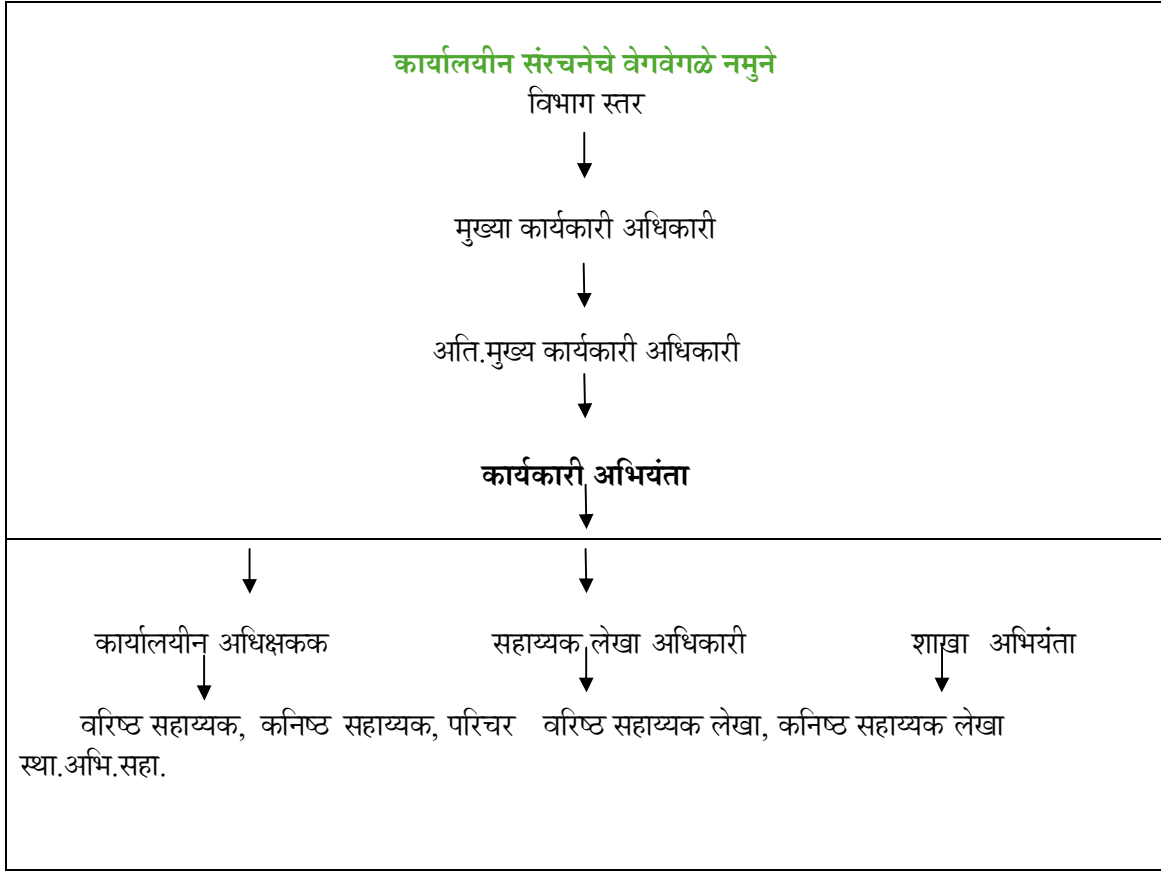 कार्यालयीन संरचनेचे वेगवेगळे नमुने
विभाग स्तर
मुख्या कार्यकारी अधिकारी
अति.मुख्य कार्यकारी अधिकारी
कार्यकारी अभियंता
कार्यालयीन अधिक्षकक सहाय्यक लेखा अधिकारी शाखा अभियंता
वरिष्ठ सहाय्यक, कनिष्ठ सहाय्यक, परिचर वरिष्ठ सहाय्यक लेखा, कनिष्ठ सहाय्यक लेखा
स्था.अभि.सहा.